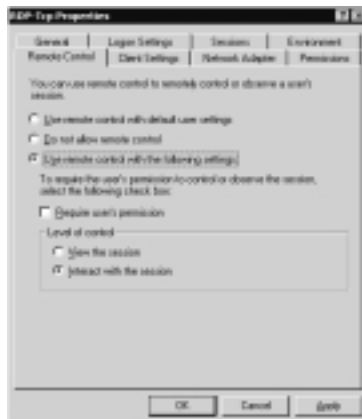 RDP-Tcp Properties
General Logon Settings Sessions Environment
Remote Control Client Settings Network Adapter Permissions
You can use remote control to remotely control or observe a user's
session.
Use remote control with default user settings
Do not allow remote control
Use remote control with the following settings:
To require the user's permission to control or observe the session,
select the following check box:
Require user's permission
Level of control
View the session
Interact with the session
OK Cancel Apply